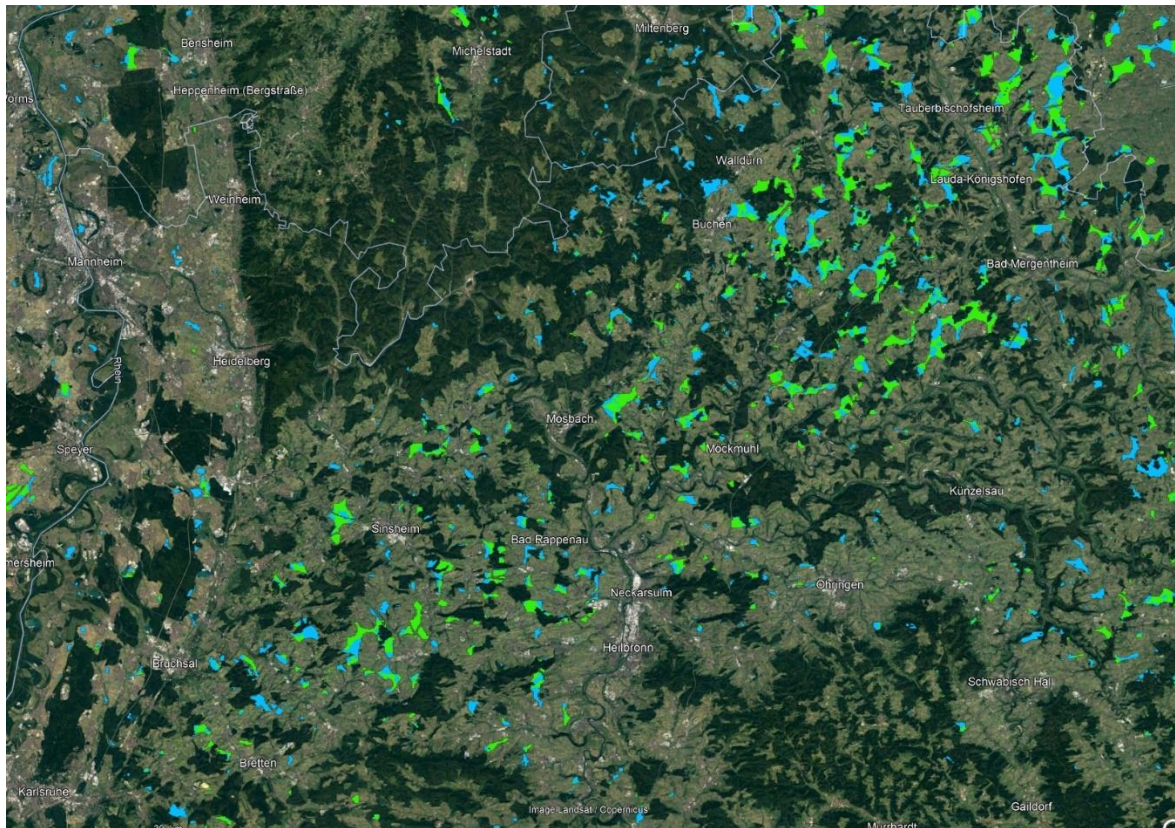 Miltenberg
Bensheim
Michelstadt
Heppenheim (Bergstraße)
orms
Tauberbischofsheim
Walldürn
Lauda-Königshofen
Weinheim
Buchen
Mannheim
Bad Mergentheim
Rhein
Heidelberg
Mosbach
Speyer
Möckmühl
Künzelsau
Sinsheim
Bad Rappenau
mersheim
Öhringen
Neckarsulm
Heilbronn
Bruchsal
Schwäbisch Hall
Bretten
Karlsruhe
Image Landsat / Copernicus
Gaildorf
Murrhardt